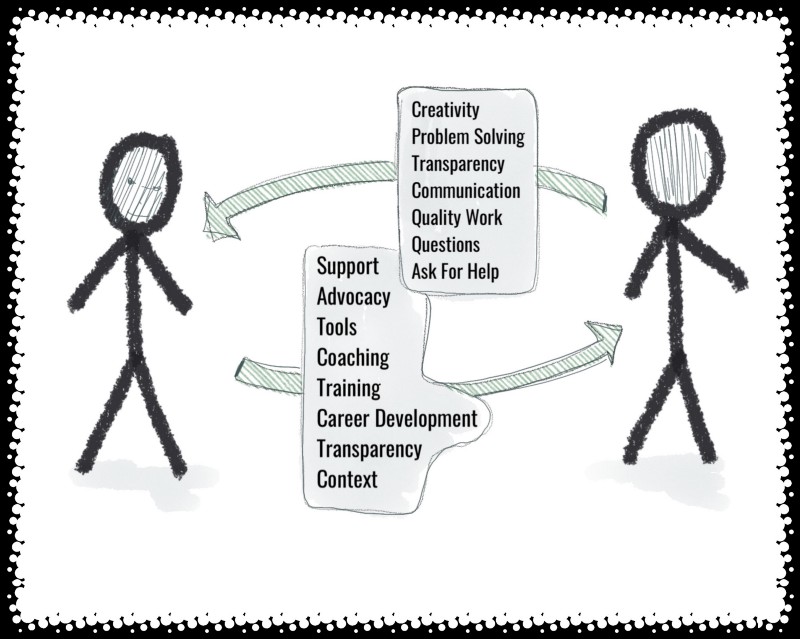 Creativity
Problem Solving
Transparency
Communication
Quality Work
Questions
Ask For Help
Support
Advocacy
Tools
Coaching
Training
Career Development
Transparency
Context